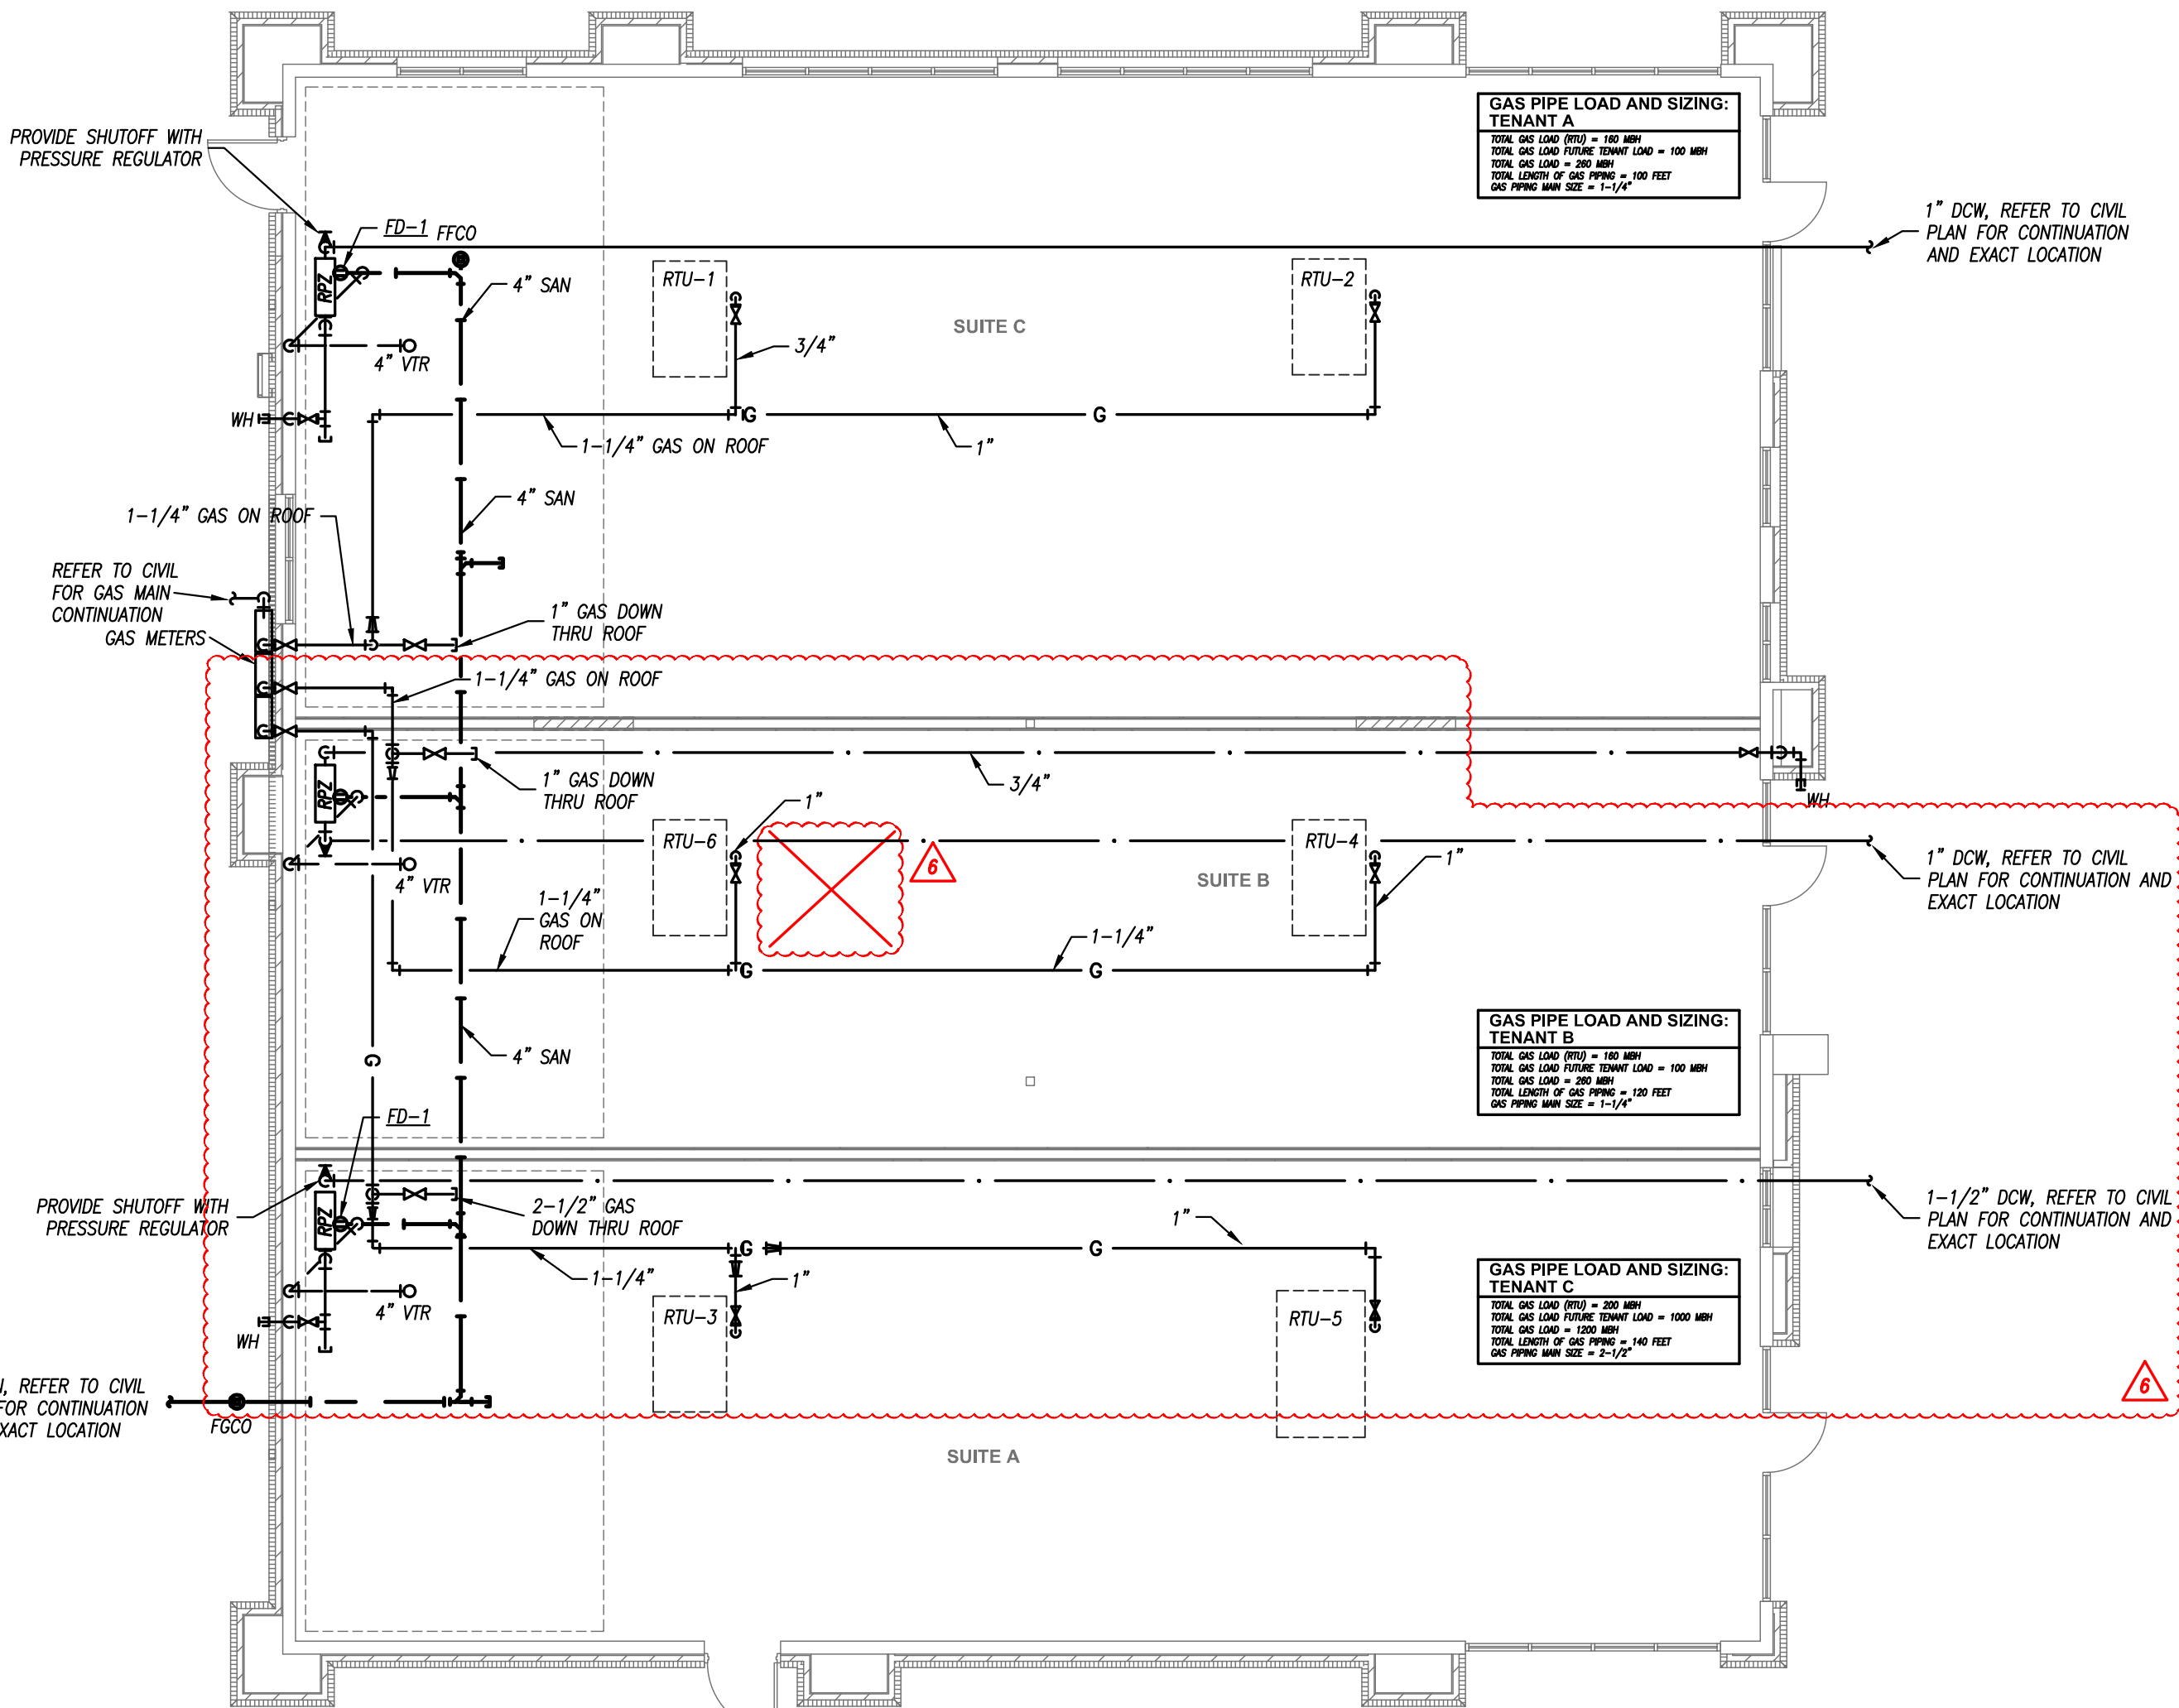 GAS PIPE LOAD AND SIZING:
TENANT A
TOTAL GAS LOAD (RTU) = 160 MBH
TOTAL GAS LOAD FUTURE TENANT LOAD = 100 MBH
TOTAL GAS LOAD = 260 MBH
TOTAL LENGTH OF GAS PIPING = 100 FEET
GAS PIPING MAIN SIZE = 1-1/4"
PROVIDE SHUTOFF WITH
PRESSURE REGULATOR
1" DCW, REFER TO CIVIL
PLAN FOR CONTINUATION
AND EXACT LOCATION
FD-1
FFCO
RPZ
4" SAN
RTU-1
RTU-2
SUITE C
3/4"
4" VTR
WH
G
G
1-1/4" GAS ON ROOF
1"
4" SAN
1-1/4" GAS ON ROOF
REFER TO CIVIL
FOR GAS MAIN
CONTINUATION
GAS METERS
1" GAS DOWN
THRU ROOF
1-1/4" GAS ON ROOF
1" GAS DOWN
THRU ROOF
3/4"
WH
RPZ
1"
RTU-6
6
RTU-4
1"
SUITE B
4" VTR
1" DCW, REFER TO CIVIL
PLAN FOR CONTINUATION AND
EXACT LOCATION
1-1/4"
GAS ON
ROOF
1-1/4"
G
G
4" SAN
G
GAS PIPE LOAD AND SIZING:
TENANT B
TOTAL GAS LOAD (RTU) = 160 MBH
TOTAL GAS LOAD FUTURE TENANT LOAD = 100 MBH
TOTAL GAS LOAD = 260 MBH
TOTAL LENGTH OF GAS PIPING = 120 FEET
GAS PIPING MAIN SIZE = 1-1/4"
FD-1
PROVIDE SHUTOFF WITH
PRESSURE REGULATOR
RPZ
2-1/2" GAS
DOWN THRU ROOF
1"
1-1/2" DCW, REFER TO CIVIL
PLAN FOR CONTINUATION AND
EXACT LOCATION
G
G
1-1/4"
1"
4" VTR
WH
RTU-3
RTU-5
GAS PIPE LOAD AND SIZING:
TENANT C
TOTAL GAS LOAD (RTU) = 200 MBH
TOTAL GAS LOAD FUTURE TENANT LOAD = 1000 MBH
TOTAL GAS LOAD = 1200 MBH
TOTAL LENGTH OF GAS PIPING = 140 FEET
GAS PIPING MAIN SIZE = 2-1/2"
REFER TO CIVIL
FOR CONTINUATION
LOCATION
FGCO
6
SUITE A